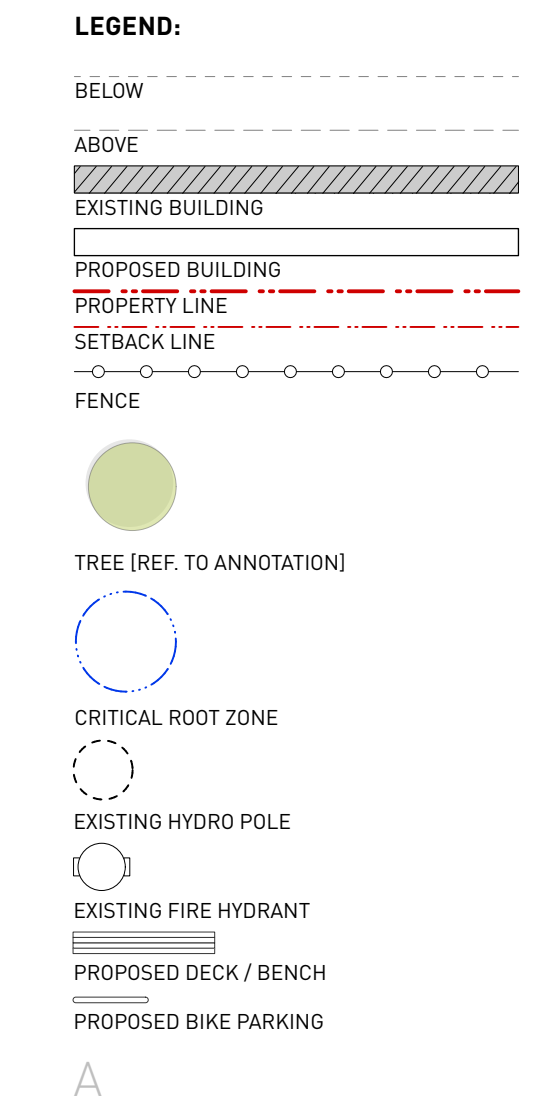 LEGEND:
BELOW
ABOVE
EXISTING BUILDING
PROPOSED BUILDING
PROPERTY LINE
SETBACK LINE
FENCE
TREE [REF. TO ANNOTATION]
CRITICAL ROOT ZONE
EXISTING HYDRO POLE
EXISTING FIRE HYDRANT
PROPOSED DECK / BENCH
PROPOSED BIKE PARKING
A